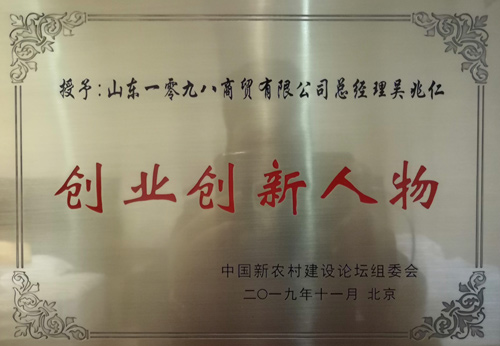 授予：山东一零九八商贸有限公司总经理吴兆仁
创业创新人物
中国新农村建设论坛组委会
二〇一九年十一月 北京